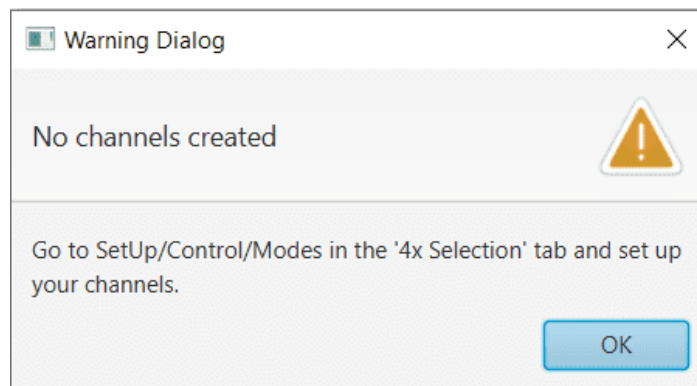 Warning Dialog
No channels created
Go to SetUp/Control/Modes in the '4x Selection' tab and set up
your channels.
OK